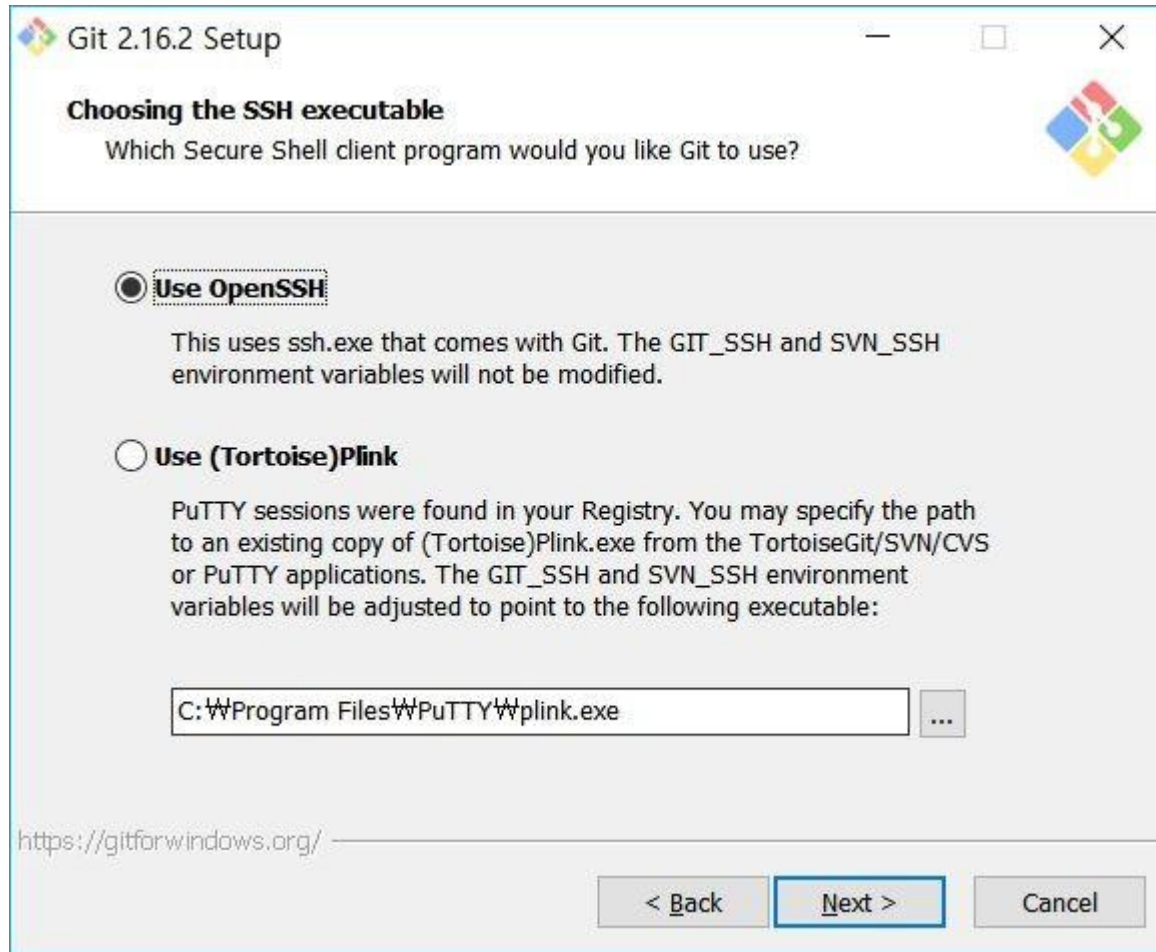 Git 2.16.2 Setup
Choosing the SSH executable
Which Secure Shell client program would you like Git to use?
Use OpenSSH
This uses ssh.exe that comes with Git. The GIT_SSH and SVN_SSH
environment variables will not be modified.
Use (Tortoise)Plink
PuTTY sessions were found in your Registry. You may specify the path
to an existing copy of (Tortoise)Plink.exe from the TortoiseGit/SVN/CVS
or PuTTY applications. The GIT_SSH and SVN_SSH environment
variables will be adjusted to point to the following executable:
C:₩Program Files₩PuTTY₩plink.exe
...
https://gitforwindows.org/
< Back
Next >
Cancel